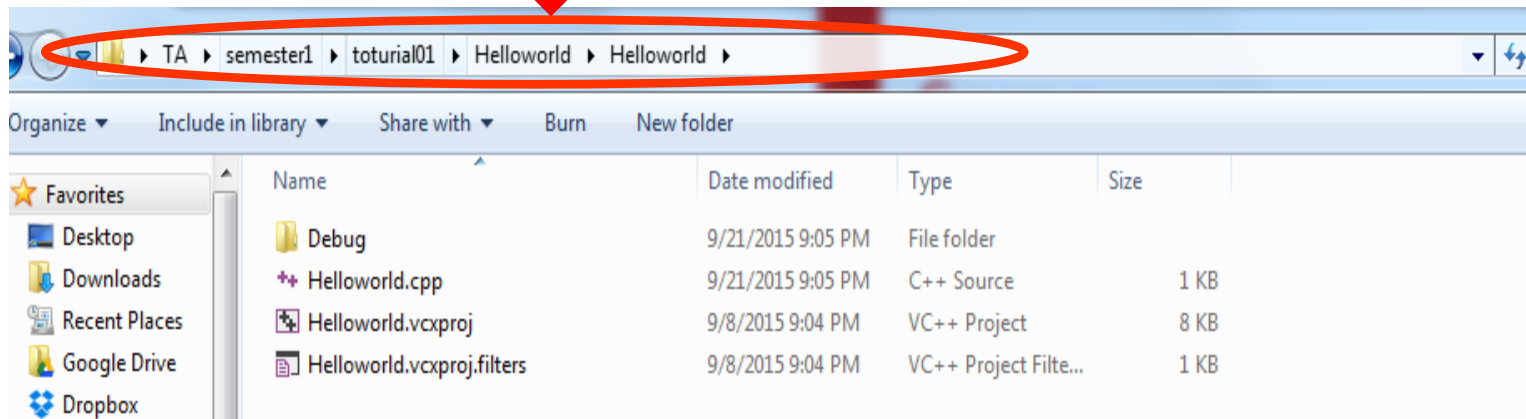 TA semester1 toturial01 Helloworld Helloworld
Organize Include in library Share with Burn New folder
Favorites
Desktop
Downloads
Recent Places
Google Drive
Dropbox
Name Date modified Type Size
Debug 9/21/2015 9:05 PM File folder
Helloworld.cpp 9/21/2015 9:05 PM C++ Source 1 KB
Helloworld.vcxproj 9/8/2015 9:04 PM VC++ Project 8 KB
Helloworld.vcxproj.filters 9/8/2015 9:04 PM VC++ Project Filte... 1 KB